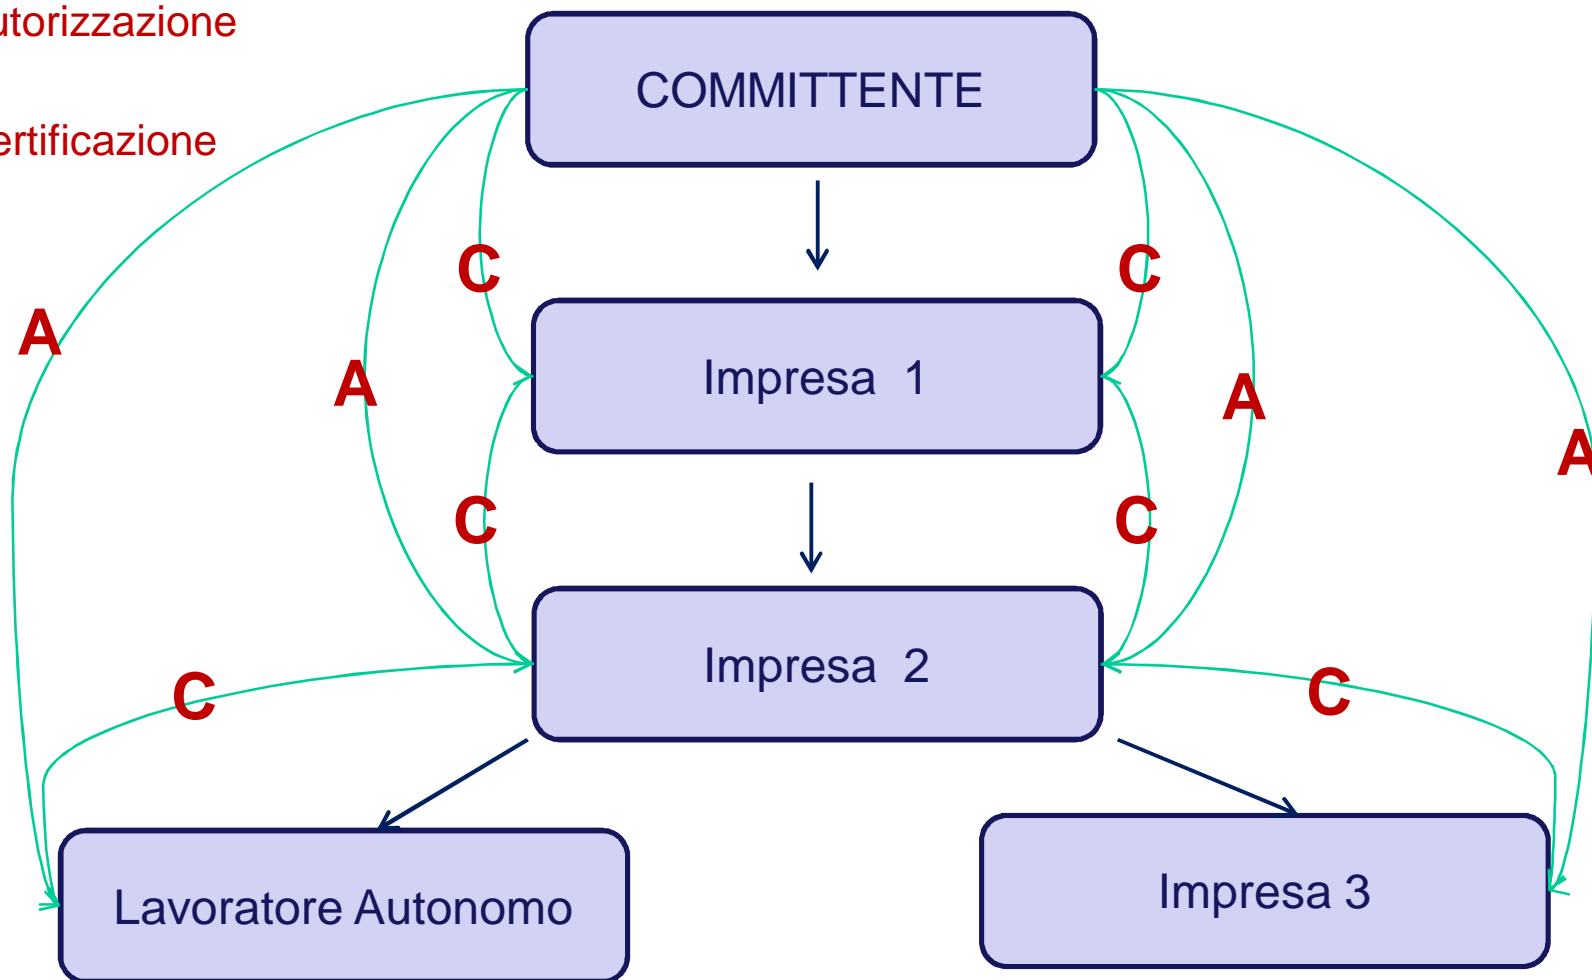 utorizzazione
COMMITTENTE
ertificazione
C
C
A
Impresa  1
A
A
A
C
C
Impresa  2
C
C
Lavoratore Autonomo
Impresa 3